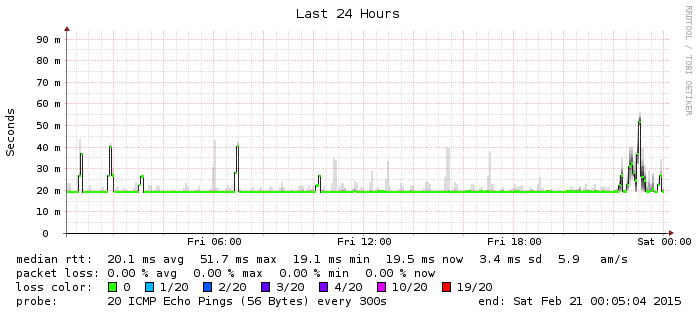 Last 24 Hours
RRDTOOL / TOBI OETIKER
Seconds
90 m
80 m
70 m
60 m
50 m
40 m
30 m
20 m
10 m
0 m
Fri 06:00 Fri 12:00 Fri 18:00 Sat 00:00
median rtt: 20.1 ms avg 51.7 ms max 19.1 ms min 19.5 ms now 3.4 ms sd 5.9 am/s
packet loss: 0.00 % avg 0.00 % max 0.00 % min 0.00 % now
loss color: 0 1/20 2/20 3/20 4/20 10/20 19/20
probe: 20 ICMP Echo Pings (56 Bytes) every 300s end: Sat Feb 21 00:05:04 2015